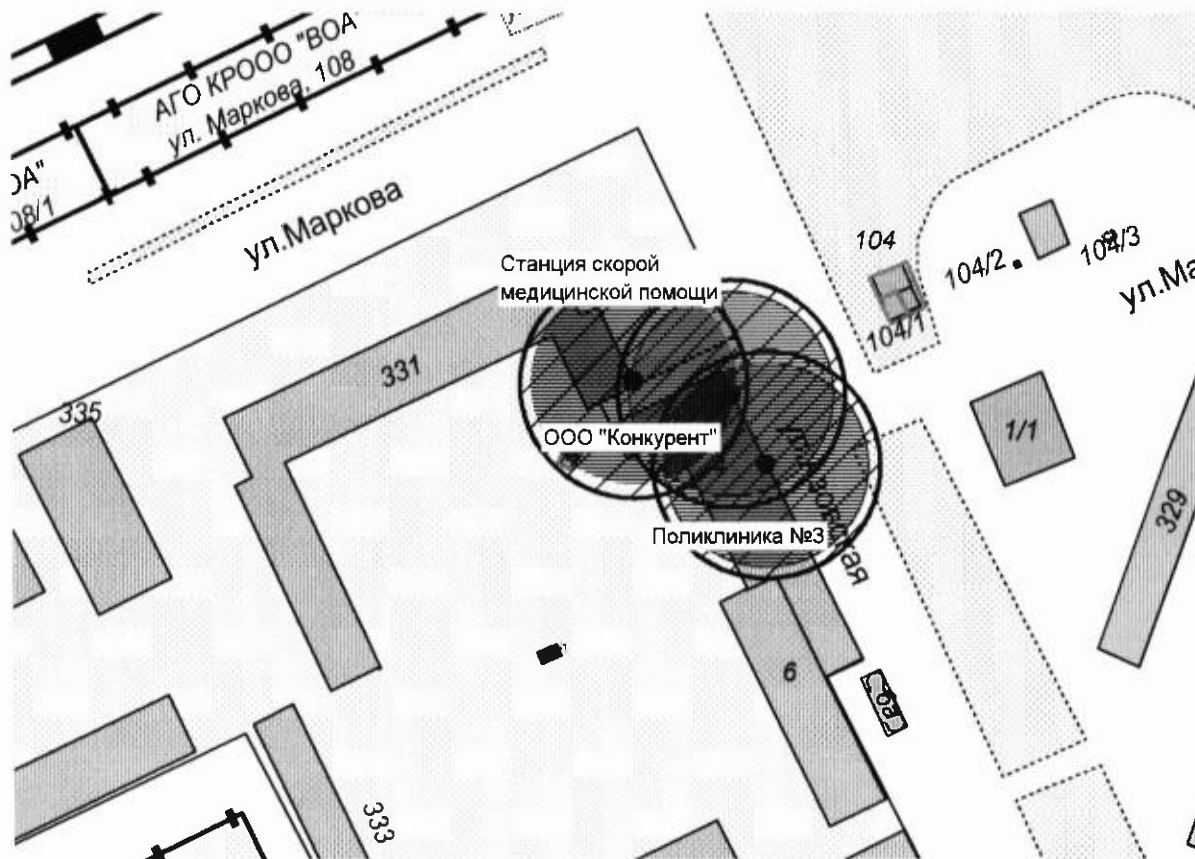 АГО КРООО "ВОА"
ул. Маркова, 108
ОА"
08/1
ул.Маркова
Станция скорой
медицинской помощи
104
104/2
104/3
104/1
ул.Ма
331
335
ООО "Конкурент"
1/1
329
Поликлиника №3
6
6а
333